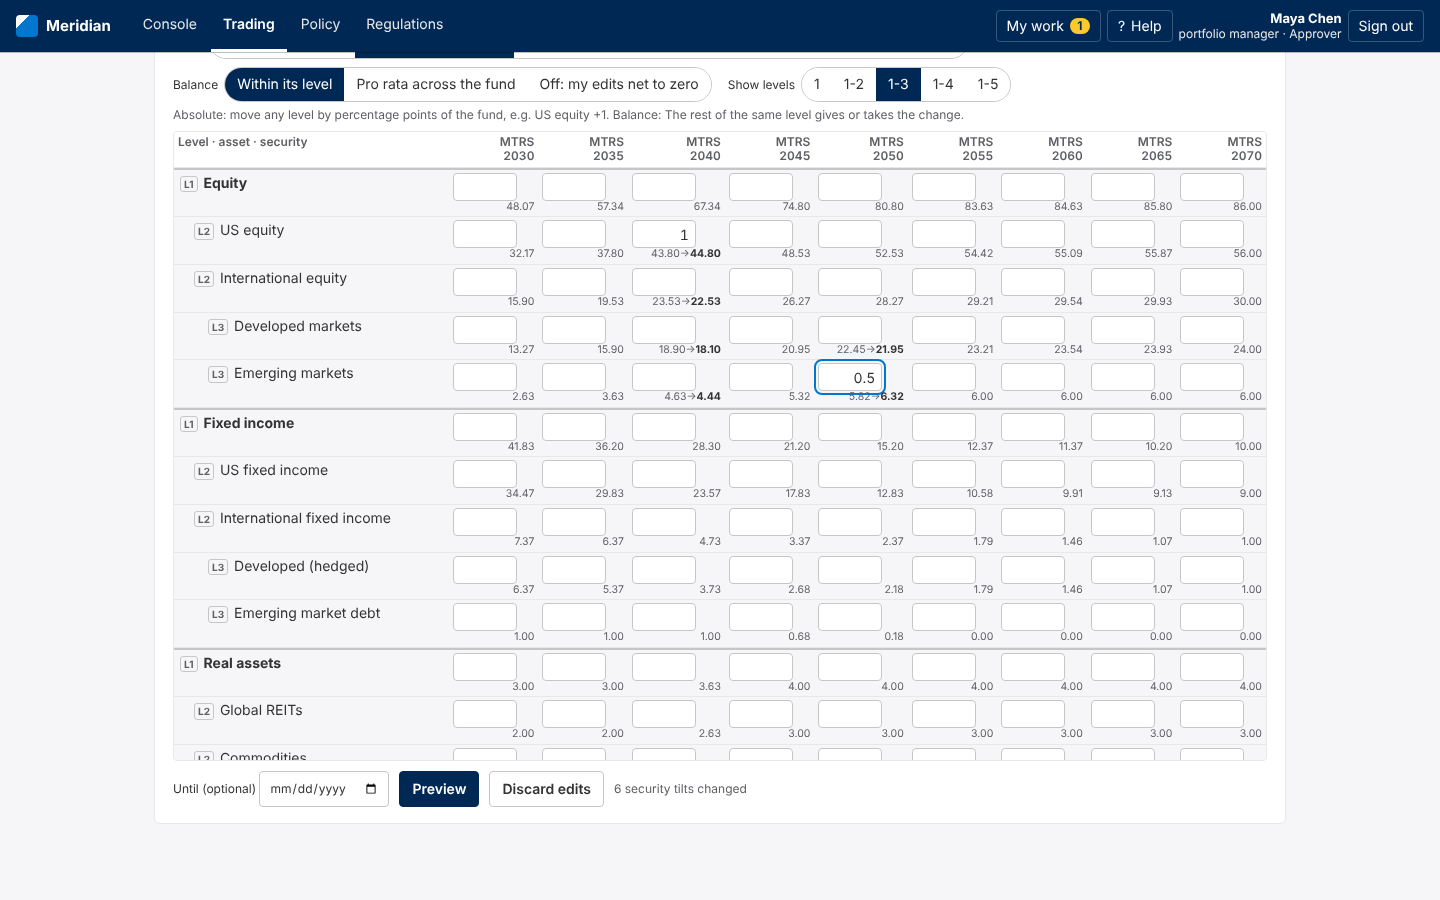 Meridian Console Trading Policy Regulations My work 1 ? Help Maya Chen Sign out
portfolio manager · Approver
Balance Within its level Pro rata across the fund Off: my edits net to zero Show levels 1 1-2 1-3 1-4 1-5
Absolute: move any level by percentage points of the fund, e.g. US equity +1. Balance: The rest of the same level gives or takes the change.
Level · asset · security MTRS 2030 MTRS 2035 MTRS 2040 MTRS 2045 MTRS 2050 MTRS 2055 MTRS 2060 MTRS 2065 MTRS 2070
L1 Equity
48.07 57.34 67.34 74.80 80.80 83.63 84.63 85.80 86.00
L2 US equity 1
32.17 37.80 43.80→44.80 48.53 52.53 54.42 55.09 55.87 56.00
L2 International equity
15.90 19.53 23.53→22.53 26.27 28.27 29.21 29.54 29.93 30.00
L3 Developed markets
13.27 15.90 18.90→18.10 20.95 22.45→21.95 23.21 23.54 23.93 24.00
L3 Emerging markets 0.5
2.63 3.63 4.63→4.44 5.32 5.82→6.32 6.00 6.00 6.00 6.00
L1 Fixed income
41.83 36.20 28.30 21.20 15.20 12.37 11.37 10.20 10.00
L2 US fixed income
34.47 29.83 23.57 17.83 12.83 10.58 9.91 9.13 9.00
L2 International fixed income
7.37 6.37 4.73 3.37 2.37 1.79 1.46 1.07 1.00
L3 Developed (hedged)
6.37 5.37 3.73 2.68 2.18 1.79 1.46 1.07 1.00
L3 Emerging market debt
1.00 1.00 1.00 0.68 0.18 0.00 0.00 0.00 0.00
L1 Real assets
3.00 3.00 3.63 4.00 4.00 4.00 4.00 4.00 4.00
L2 Global REITs
2.00 2.00 2.63 3.00 3.00 3.00 3.00 3.00 3.00
L2 Commodities
Until (optional) mm/dd/yyyy Preview Discard edits 6 security tilts changed